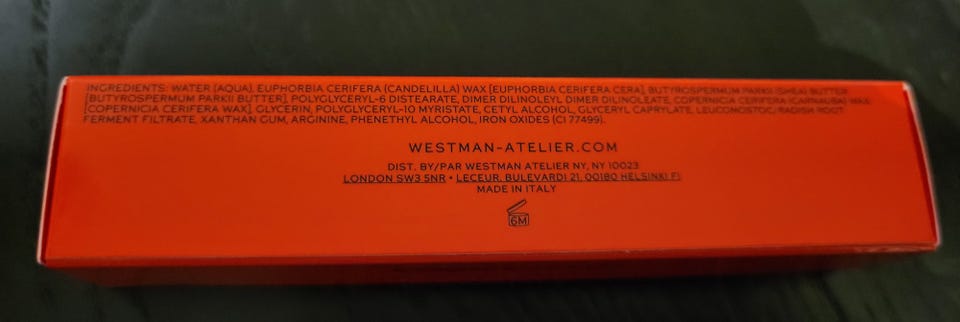 INGREDIENTS: WATER (AQUA), EUPHORBIA CERIFERA (CANDELILLA) WAX [EUPHORBIA CERIFERA CERA], BUTYROSPERMUM PARKII (SHEA) BUTTER
[BUTYROSPERMUM PARKII BUTTER], POLYGLYCERYL-6 DISTEARATE, DIMER DILINOLEYL DIMER DILINOLEATE, COPERNICIA CERIFERA (CARNAUBA) WAX
[COPERNICIA CERIFERA WAX], GLYCERIN, POLYGLYCERYL-10 MYRISTATE, CETYL ALCOHOL, GLYCERYL CAPRYLATE, LEUCONOSTOC, RADISH ROOT
FERMENT FILTRATE, XANTHAN GUM, ARGININE, PHENETHYL ALCOHOL, IRON OXIDES (CI 77499).
WESTMAN-ATELIER.COM
DIST. BY/PAR WESTMAN ATELIER NY, NY 10023
LONDON SW3 5NR • LECEUR, BULEVARDI 21, 00180 HELSINKI FI
MADE IN ITALY
6M